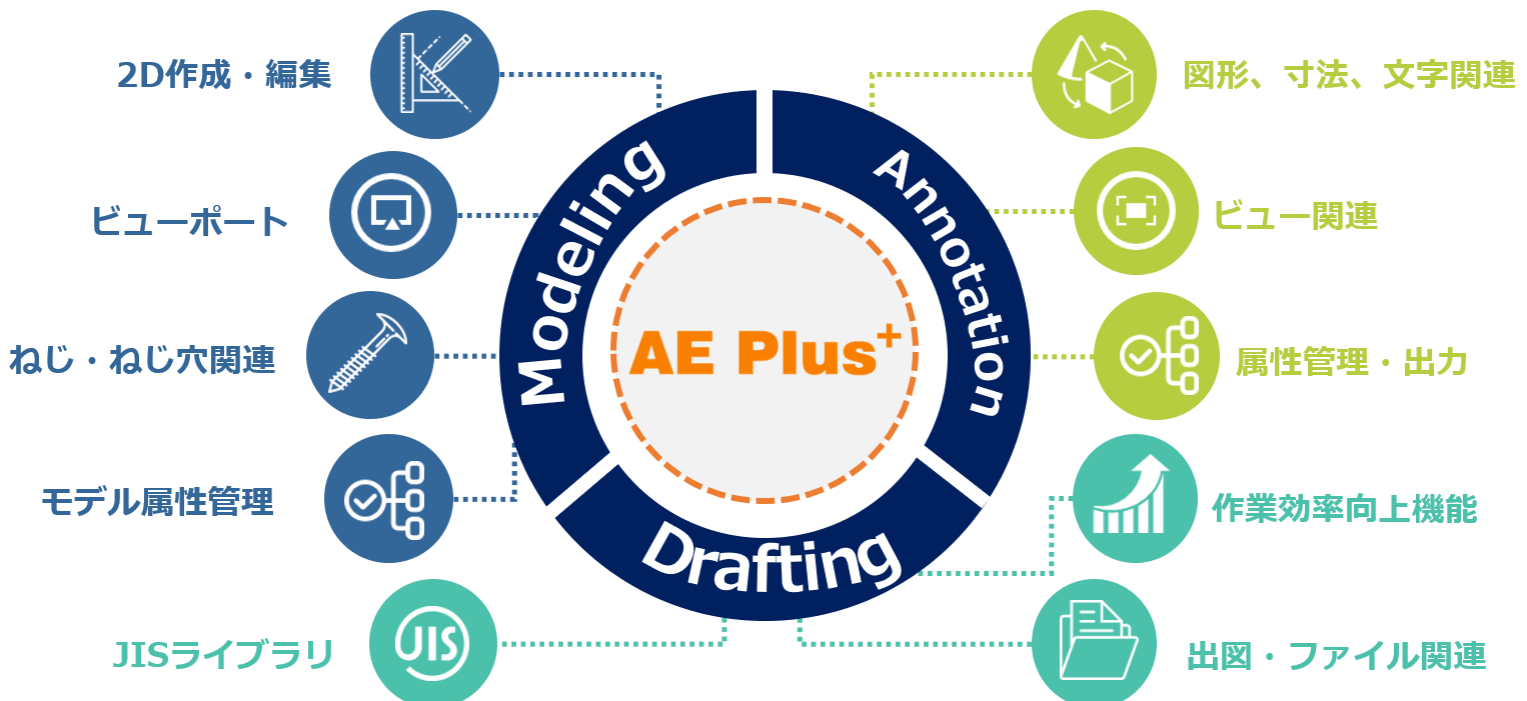 2D作成・編集
ビューポート
ねじ・ねじ穴関連
モデル属性管理
JISライブラリ
JIS
Modeling
Annotation
Drafting
AE Plus+
図形、寸法、文字関連
ビュー関連
属性管理・出力
作業効率向上機能
出図・ファイル関連